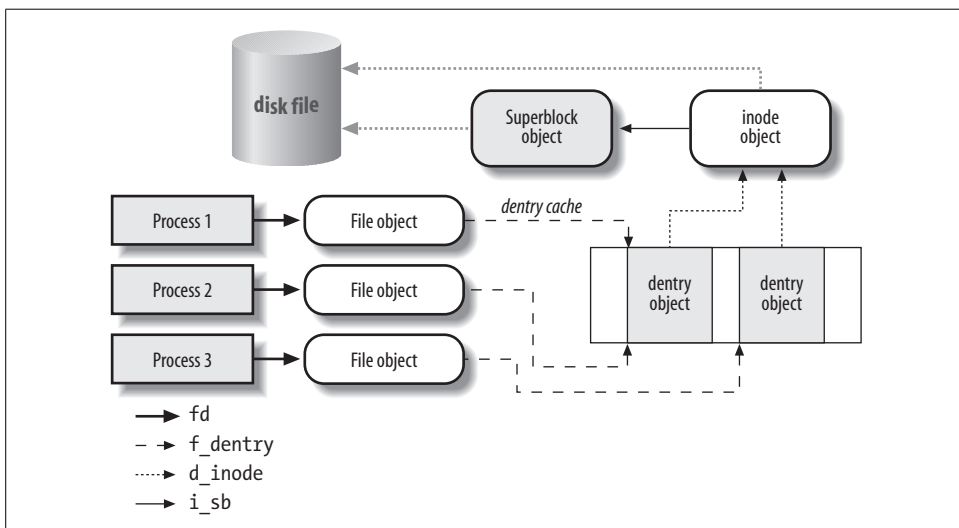 disk file
Superblock
object
inode
object
Process 1
File object
dentry cache
Process 2
File object
dentry
object
dentry
object
Process 3
File object
fd
f_dentry
d_inode
i_sb